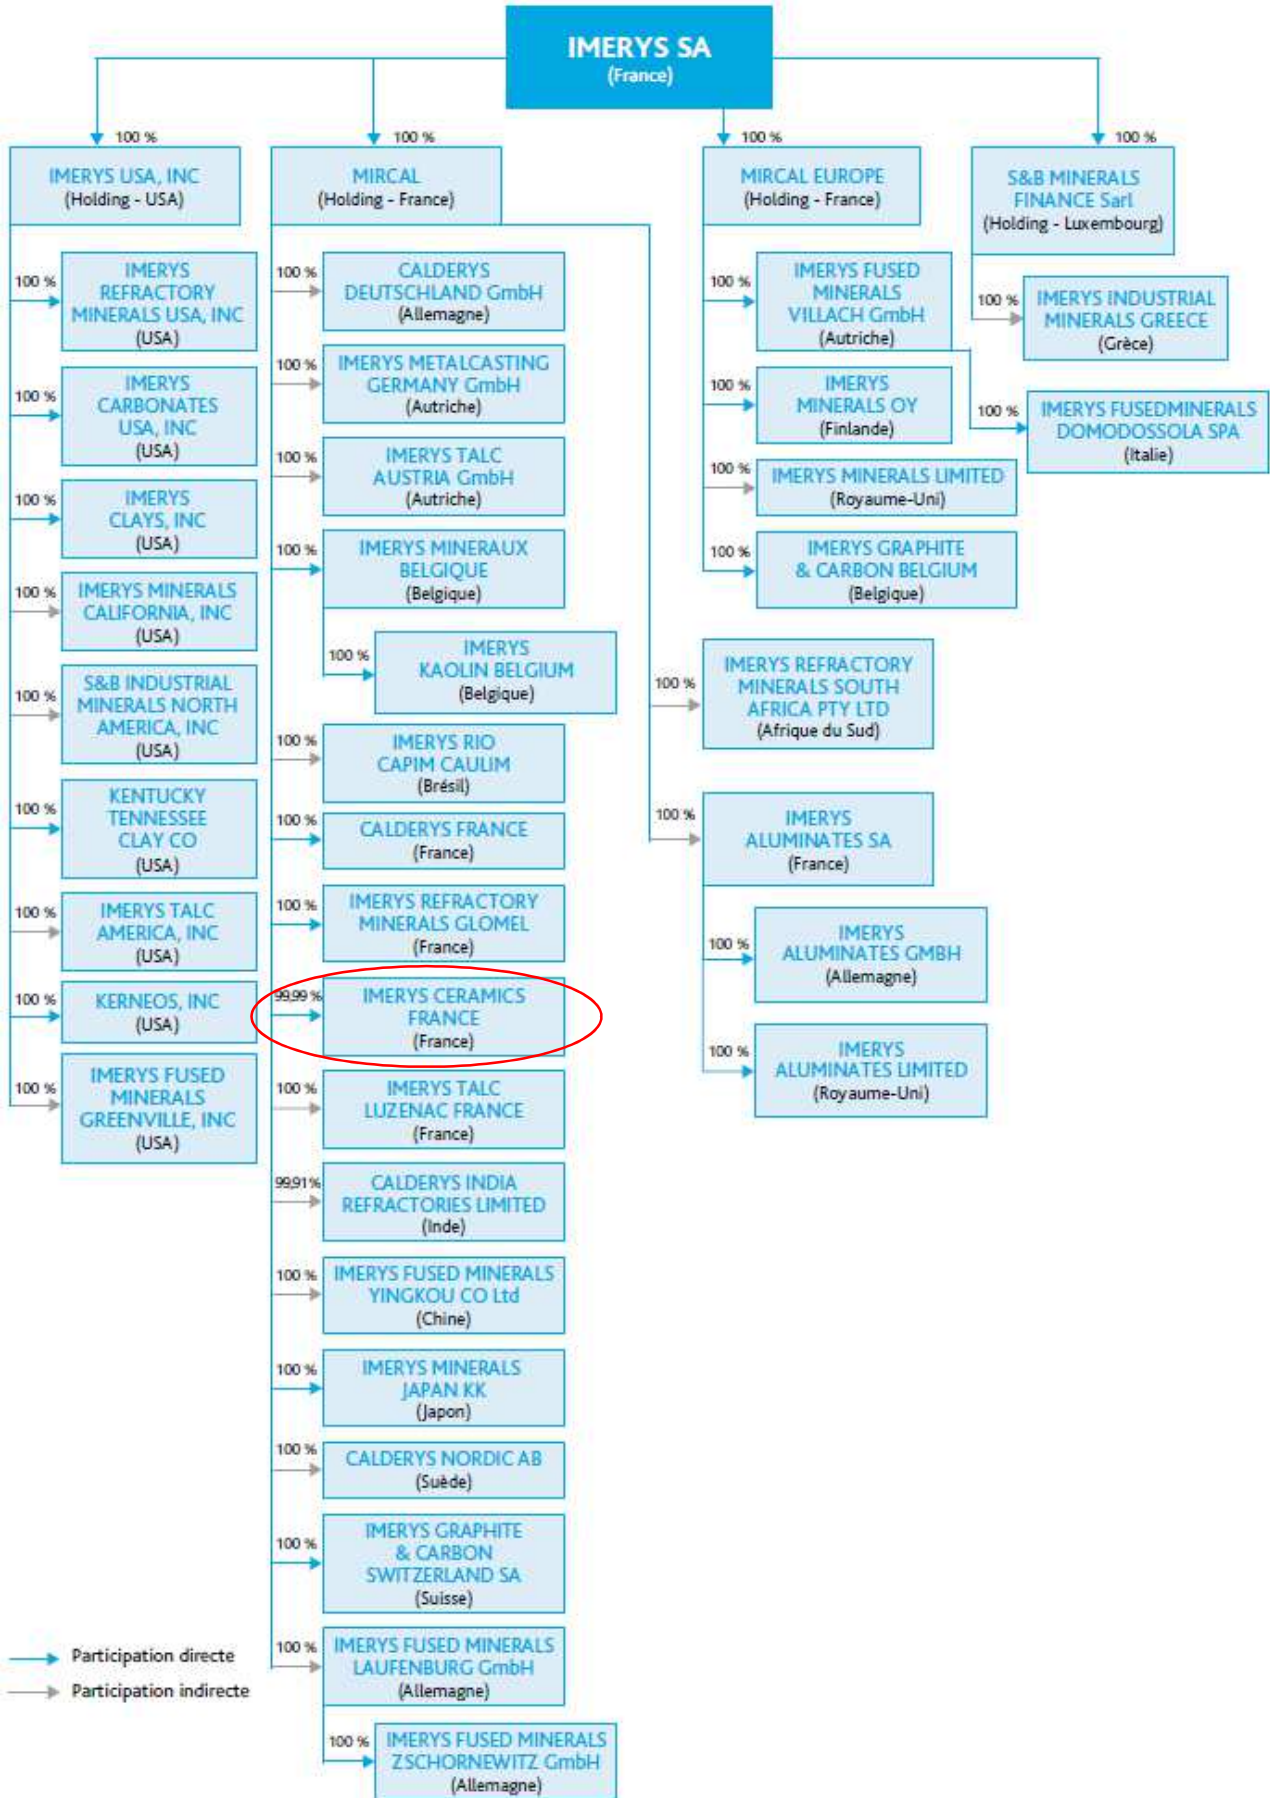 IMERYS SA
(France)
100 %
100 %
100 %
100 %
IMERYS USA, INC
(Holding - USA)
100 %
IMERYS
REFRACTORY
MINERALS USA, INC
(USA)
100 %
IMERYS
CARBONATES
USA, INC
(USA)
100 %
IMERYS
CLAYS, INC
(USA)
100 %
IMERYS MINERALS
CALIFORNIA, INC
(USA)
100 %
S&B INDUSTRIAL
MINERALS NORTH
AMERICA, INC
(USA)
100 %
KENTUCKY
TENNESSEE
CLAY CO
(USA)
100 %
IMERYS TALC
AMERICA, INC
(USA)
100 %
KERNEOS, INC
(USA)
100 %
IMERYS FUSED
MINERALS
GREENVILLE, INC
(USA)
MIRCAL
(Holding - France)
100 %
CALDERYS
DEUTSCHLAND GmbH
(Allemagne)
100 %
IMERYS METALCASTING
GERMANY GmbH
(Autriche)
100 %
IMERYS TALC
AUSTRIA GmbH
(Autriche)
100 %
IMERYS MINERAUX
BELGIQUE
(Belgique)
100 %
IMERYS
KAOLIN BELGIUM
(Belgique)
100 %
IMERYS RIO
CAPIM CAULIM
(Brésil)
100 %
CALDERYS FRANCE
(France)
100 %
IMERYS REFRACTORY
MINERALS GLOMEL
(France)
99,99 %
IMERYS CERAMICS
FRANCE
(France)
100 %
IMERYS TALC
LUZENAC FRANCE
(France)
99,91 %
CALDERYS INDIA
REFRACTORIES LIMITED
(Inde)
100 %
IMERYS FUSED MINERALS
YINGKOU CO Ltd
(Chine)
100 %
IMERYS MINERALS
JAPAN KK
(Japon)
100 %
CALDERYS NORDIC AB
(Suède)
100 %
IMERYS GRAPHITE
& CARBON
SWITZERLAND SA
(Suisse)
100 %
IMERYS FUSED MINERALS
LAUFENBURG GmbH
(Allemagne)
100 %
IMERYS FUSED MINERALS
ZSCHORNEWITZ GmbH
(Allemagne)
100 %
IMERYS REFRACTORY
MINERALS SOUTH
AFRICA PTY LTD
(Afrique du Sud)
100 %
IMERYS
ALUMINATES SA
(France)
100 %
IMERYS
ALUMINATES GMBH
(Allemagne)
100 %
IMERYS
ALUMINATES LIMITED
(Royaume-Uni)
MIRCAL EUROPE
(Holding - France)
100 %
IMERYS FUSED
MINERALS
VILLACH GmbH
(Autriche)
100 %
IMERYS FUSEDMINERALS
DOMODOSSOLA SPA
(Italie)
100 %
IMERYS
MINERALS OY
(Finlande)
100 %
IMERYS MINERALS LIMITED
(Royaume-Uni)
100 %
IMERYS GRAPHITE
& CARBON BELGIUM
(Belgique)
S&B MINERALS
FINANCE Sarl
(Holding - Luxembourg)
100 %
IMERYS INDUSTRIAL
MINERALS GREECE
(Grèce)
Participation directe
Participation indirecte